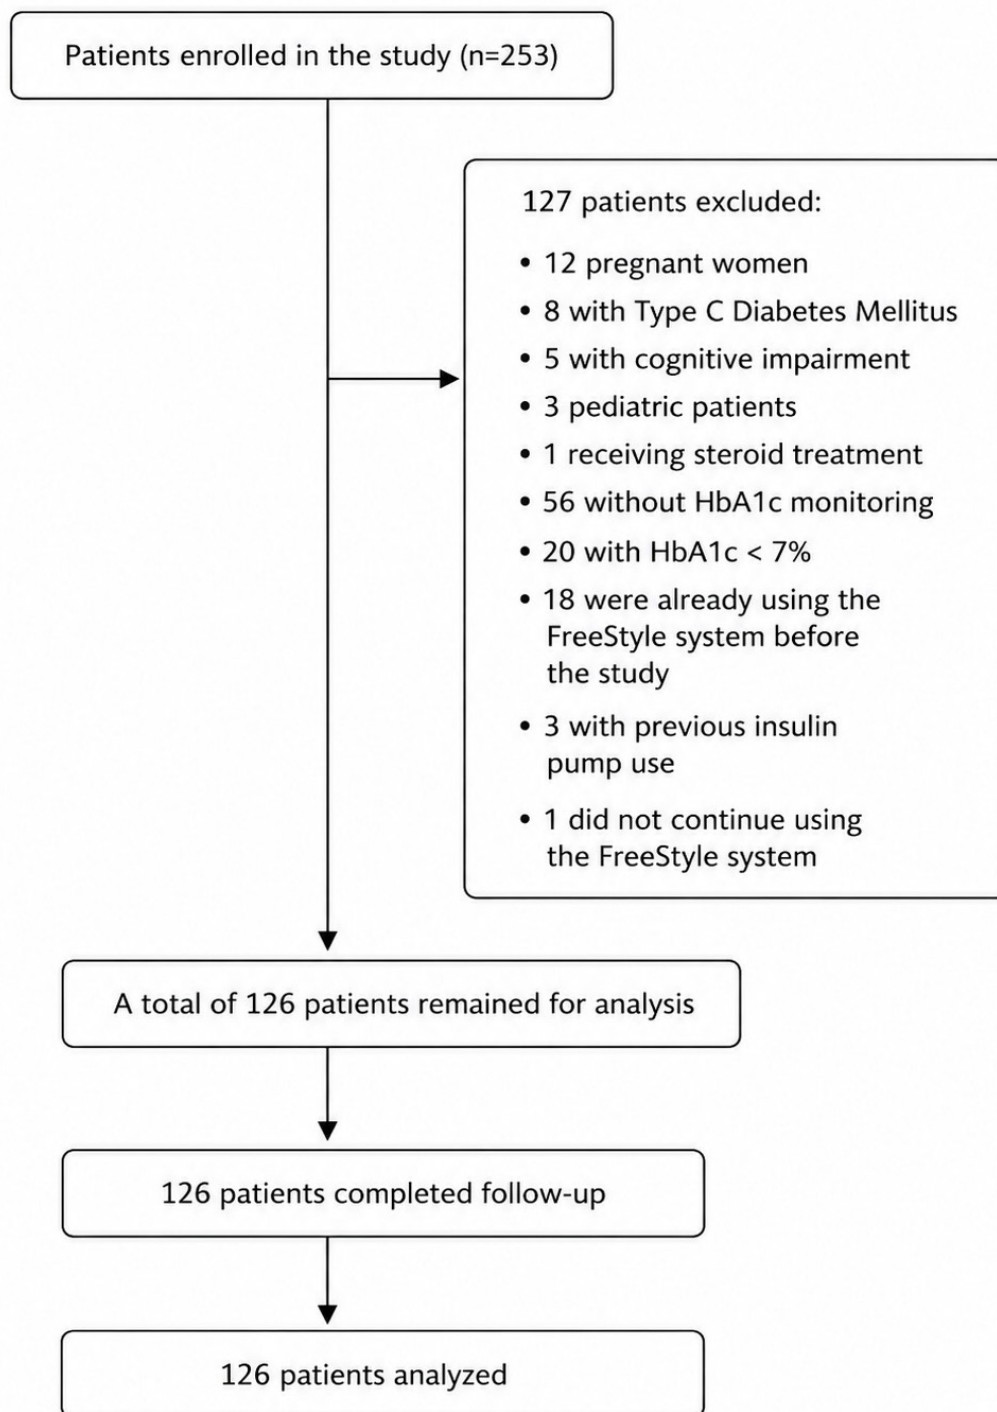 Patients enrolled in the study (n=253)
127 patients excluded:
• 12 pregnant women
• 8 with Type C Diabetes Mellitus
• 5 with cognitive impairment
• 3 pediatric patients
• 1 receiving steroid treatment
• 56 without HbA1c monitoring
• 20 with HbA1c < 7%
• 18 were already using the
FreeStyle system before
the study
• 3 with previous insulin
pump use
• 1 did not continue using
the FreeStyle system
A total of 126 patients remained for analysis
126 patients completed follow-up
126 patients analyzed